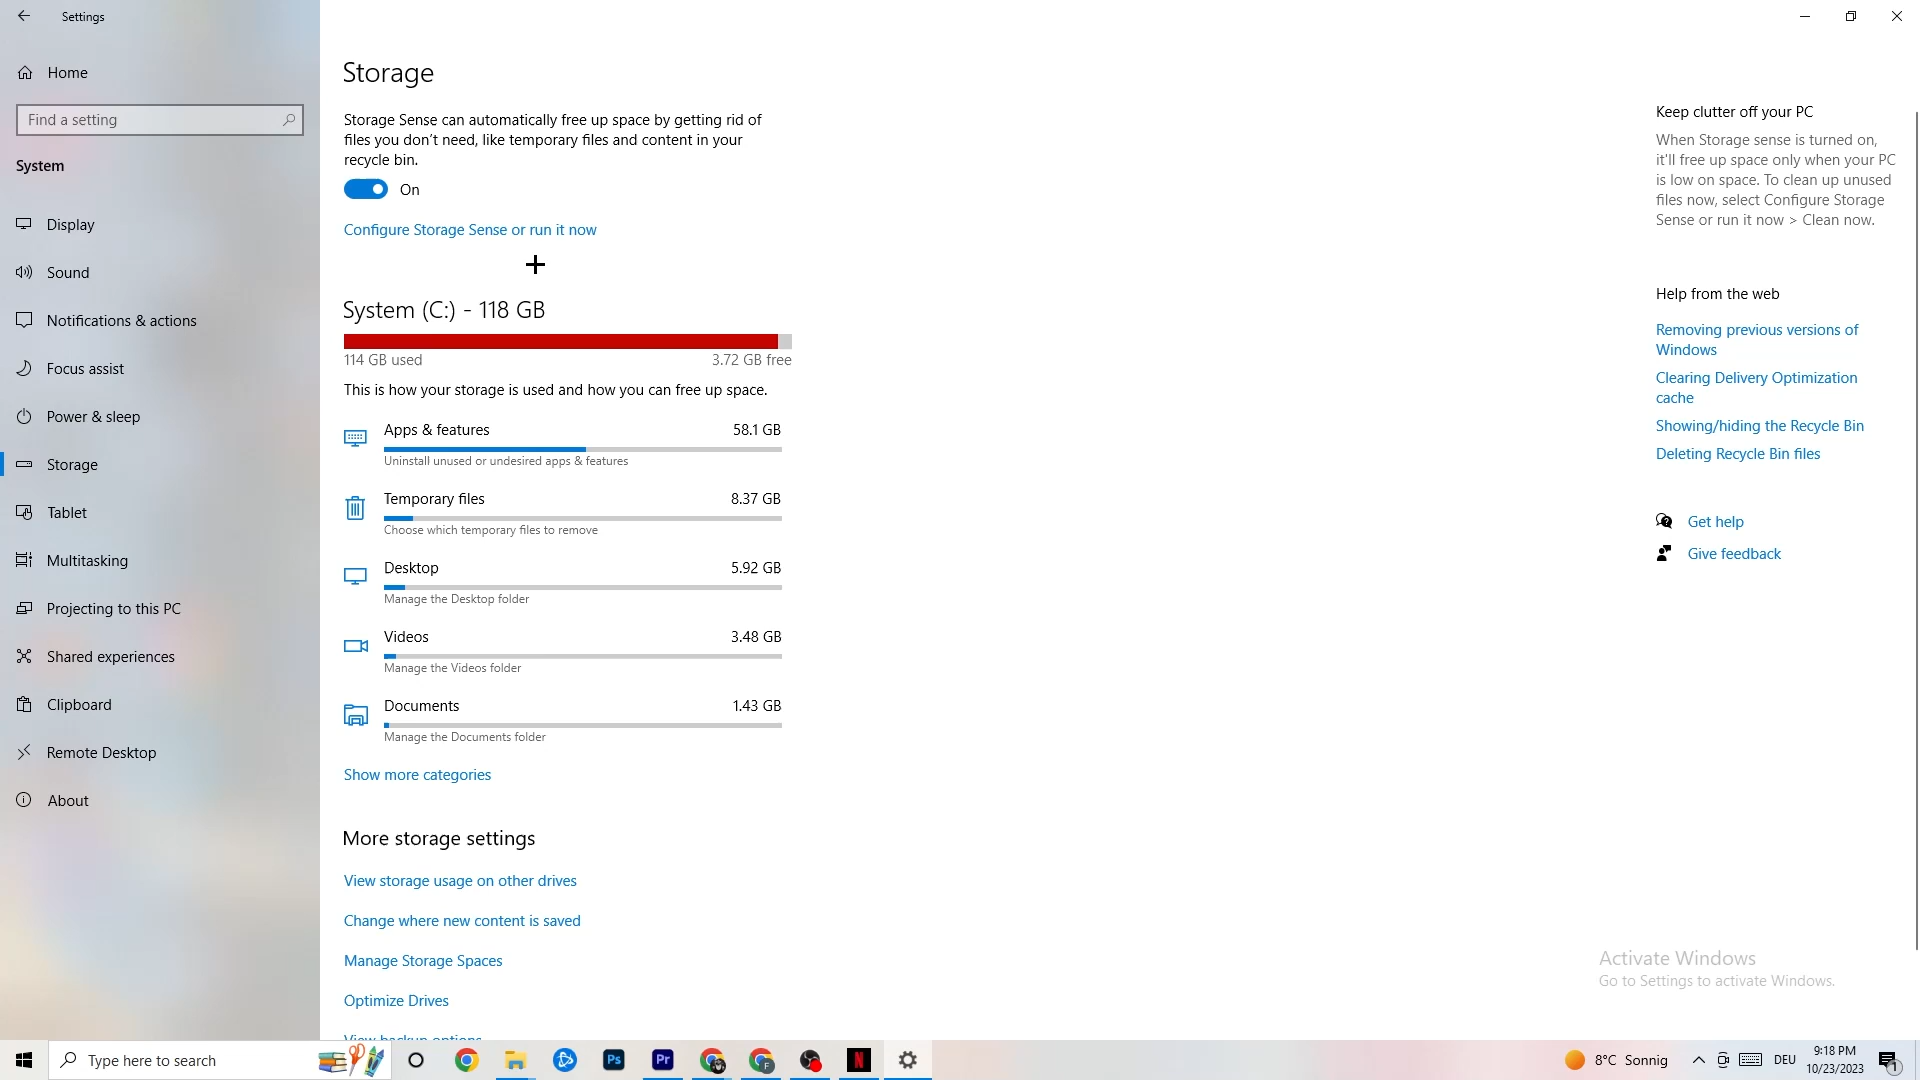 Settings
Home
Find a setting
System
Display
Sound
Notifications & actions
Focus assist
Power & sleep
Storage
Tablet
Multitasking
Projecting to this PC
Shared experiences
Clipboard
Remote Desktop
About
Storage
Storage Sense can automatically free up space by getting rid of
files you don’t need, like temporary files and content in your
recycle bin.
On
Configure Storage Sense or run it now
System (C:) - 118 GB
114 GB used 3.72 GB free
This is how your storage is used and how you can free up space.
Apps & features 58.1 GB
Uninstall unused or undesired apps & features
Temporary files 8.37 GB
Choose which temporary files to remove
Desktop 5.92 GB
Manage the Desktop folder
Videos 3.48 GB
Manage the Videos folder
Documents 1.43 GB
Manage the Documents folder
Show more categories
More storage settings
View storage usage on other drives
Change where new content is saved
Manage Storage Spaces
Optimize Drives
View backup options
Keep clutter off your PC
When Storage sense is turned on,
it'll free up space only when your PC
is low on space. To clean up unused
files now, select Configure Storage
Sense or run it now > Clean now.
Help from the web
Removing previous versions of
Windows
Clearing Delivery Optimization
cache
Showing/hiding the Recycle Bin
Deleting Recycle Bin files
Get help
Give feedback
Activate Windows
Go to Settings to activate Windows.
Type here to search
Ps
Pr
F
N
8°C Sonnig
DEU
9:18 PM
10/23/2023
1